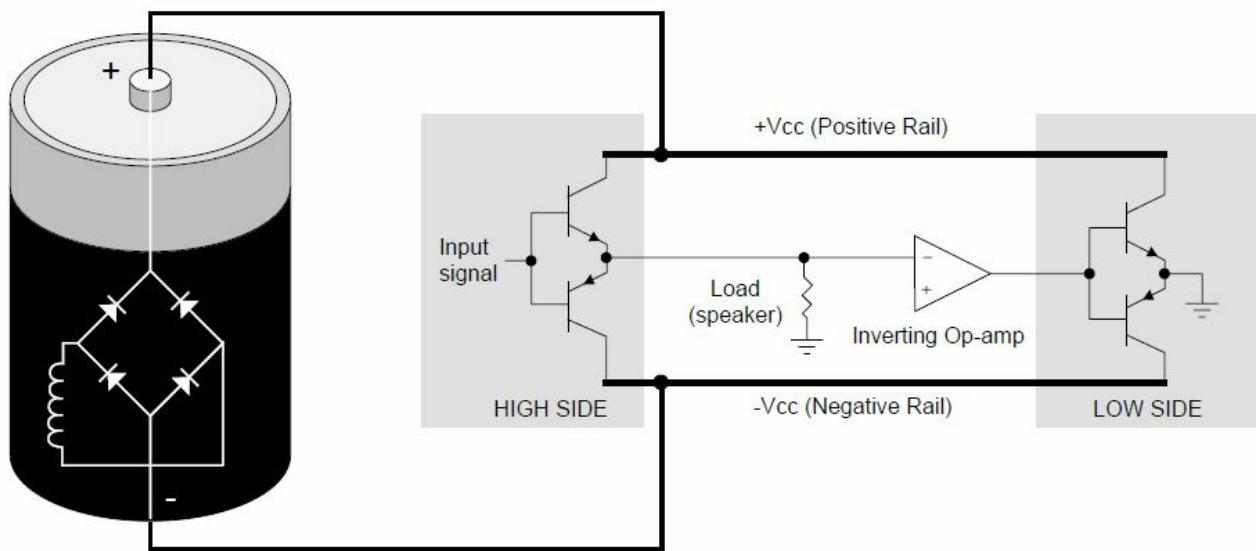 +
+Vcc (Positive Rail)
Input
signal
−
+
Load
(speaker)
Inverting Op-amp
HIGH SIDE
-Vcc (Negative Rail)
LOW SIDE
-